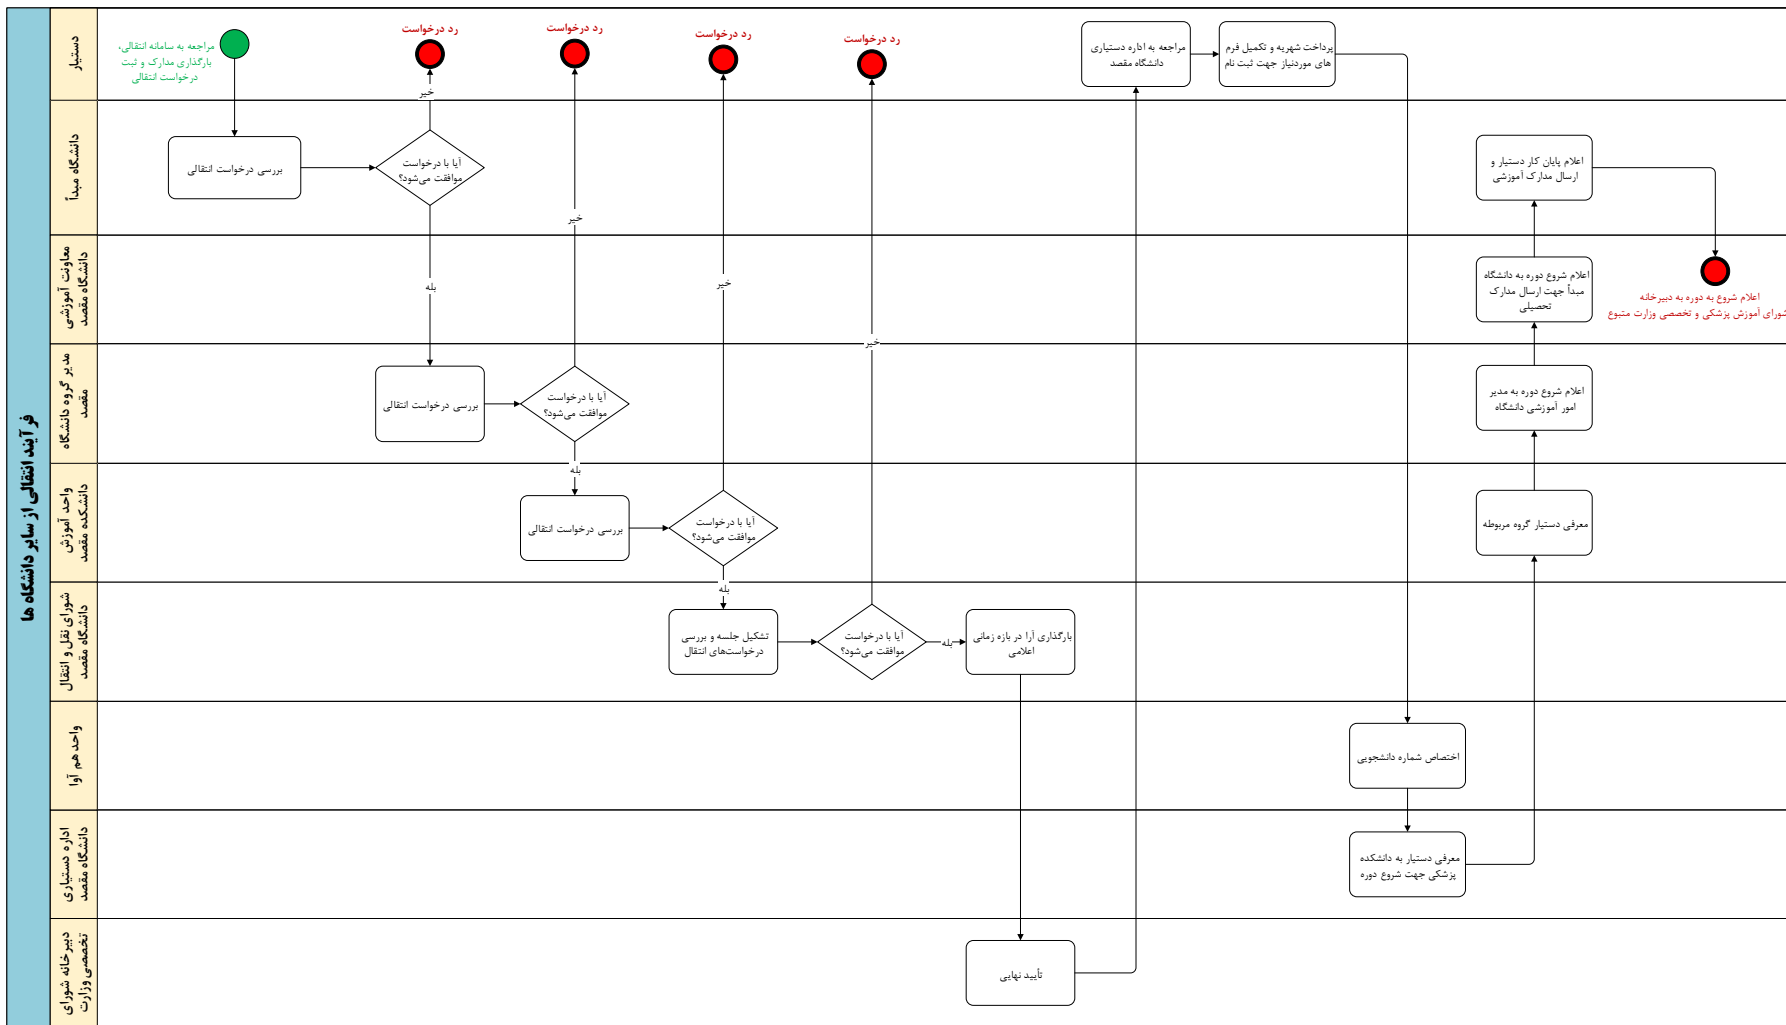 فرآیند انتقالی از سایر دانشگاه ها
دستیار
مراجعه به سامانه انتقالی،
بارگذاری مدارک و ثبت
درخواست انتقالی
رد درخواست
رد درخواست
رد درخواست
رد درخواست
مراجعه به اداره دستیاری
دانشگاه مقصد
پرداخت شهریه و تکمیل فرم
های موردنیاز جهت ثبت نام
خیر
دانشگاه مبدأ
بررسی درخواست انتقالی
آیا با درخواست
موافقت می‌شود؟
اعلام پایان کار دستیار و
ارسال مدارک آموزشی
خیر
معاونت آموزشی
دانشگاه مقصد
بله
خیر
خیر
اعلام شروع دوره به دانشگاه
مبدأ جهت ارسال مدارک
تحصیلی
اعلام شروع به دوره به دبیرخانه
شورای آموزش پزشکی و تخصصی وزارت متبوع
مدیر گروه دانشگاه
مقصد
بررسی درخواست انتقالی
آیا با درخواست
موافقت می‌شود؟
اعلام شروع دوره به مدیر
امور آموزشی دانشگاه
واحد آموزش
دانشکده مقصد
بله
بررسی درخواست انتقالی
آیا با درخواست
موافقت می‌شود؟
معرفی دستیار گروه مربوطه
شورای نقل و انتقال
دانشگاه مقصد
بله
تشکیل جلسه و بررسی
درخواست‌های انتقال
آیا با درخواست
موافقت می‌شود؟
بله
بارگذاری آرا در بازه زمانی
اعلامی
واحد هم آوا
اختصاص شماره دانشجویی
اداره دستیاری
دانشگاه مقصد
معرفی دستیار به دانشکده
پزشکی جهت شروع دوره
دبیرخانه شورای
تخصصی وزارت
تأیید نهایی